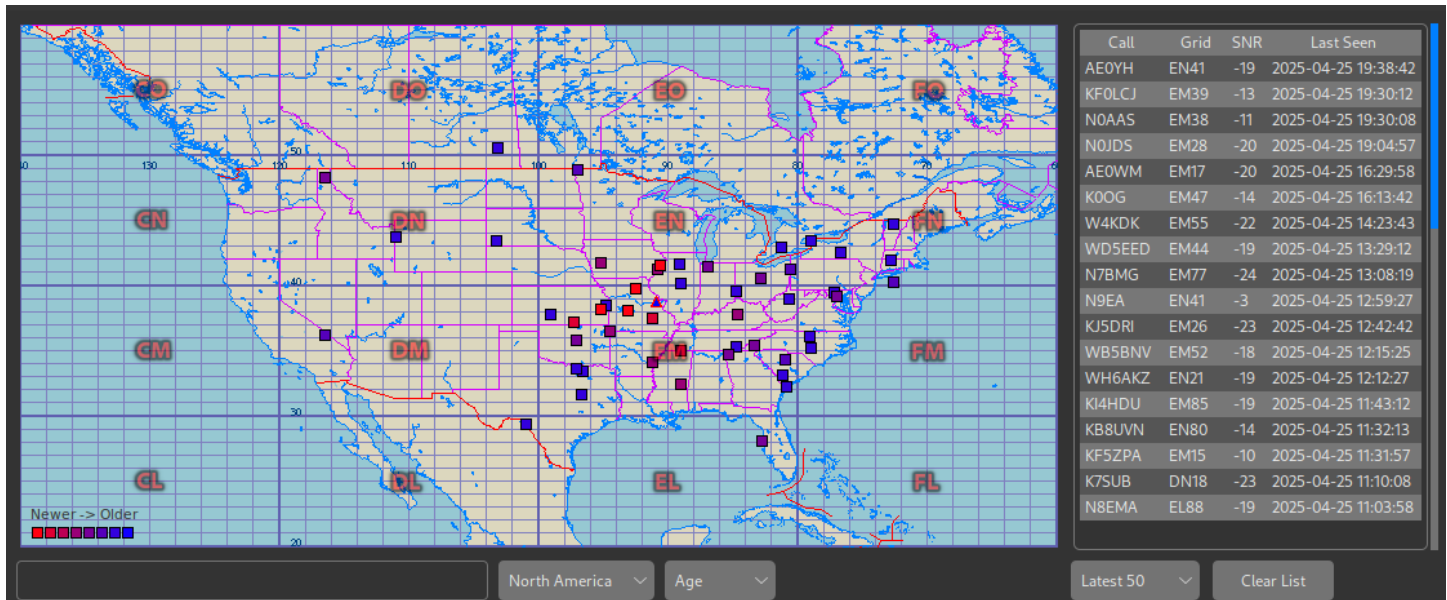 CO DO EO FO
0 130 50 110 100 90 80 70
CN DN EN FN
40
CM DM EM FM
30
CL DL EL FL
Newer -> Older
20
Call Grid SNR Last Seen
AE0YH EN41 -19 2025-04-25 19:38:42
KF0LCJ EM39 -13 2025-04-25 19:30:12
N0AAS EM38 -11 2025-04-25 19:30:08
N0JDS EM28 -20 2025-04-25 19:04:57
AE0WM EM17 -20 2025-04-25 16:29:58
K0OG EM47 -14 2025-04-25 16:13:42
W4KDK EM55 -22 2025-04-25 14:23:43
WD5EED EM44 -19 2025-04-25 13:29:12
N7BMG EM77 -24 2025-04-25 13:08:19
N9EA EN41 -3 2025-04-25 12:59:27
KJ5DRI EM26 -23 2025-04-25 12:42:42
WB5BNV EM52 -18 2025-04-25 12:15:25
WH6AKZ EN21 -19 2025-04-25 12:12:27
KI4HDU EM85 -19 2025-04-25 11:43:12
KB8UVN EN80 -14 2025-04-25 11:32:13
KF5ZPA EM15 -10 2025-04-25 11:31:57
K7SUB DN18 -23 2025-04-25 11:10:08
N8EMA EL88 -19 2025-04-25 11:03:58
North America Age Latest 50 Clear List